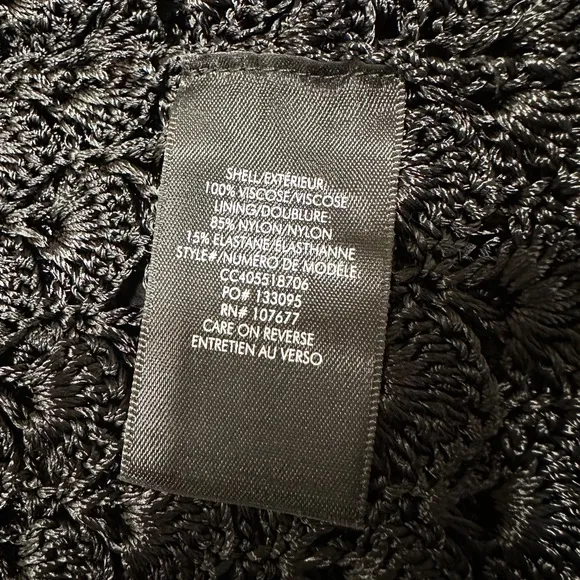 SHELL/EXTÉRIEUR
100% VISCOSE/VISCOSE
LINING/DOUBLURE
85% NYLON/NYLON
15% ELASTANE/ÉLASTHANNE
STYLE# /NUMÉRO DE MODÈLE
CC405518706
PO# 133095
RN# 107677
CARE ON REVERSE
ENTRETIEN AU VERSO